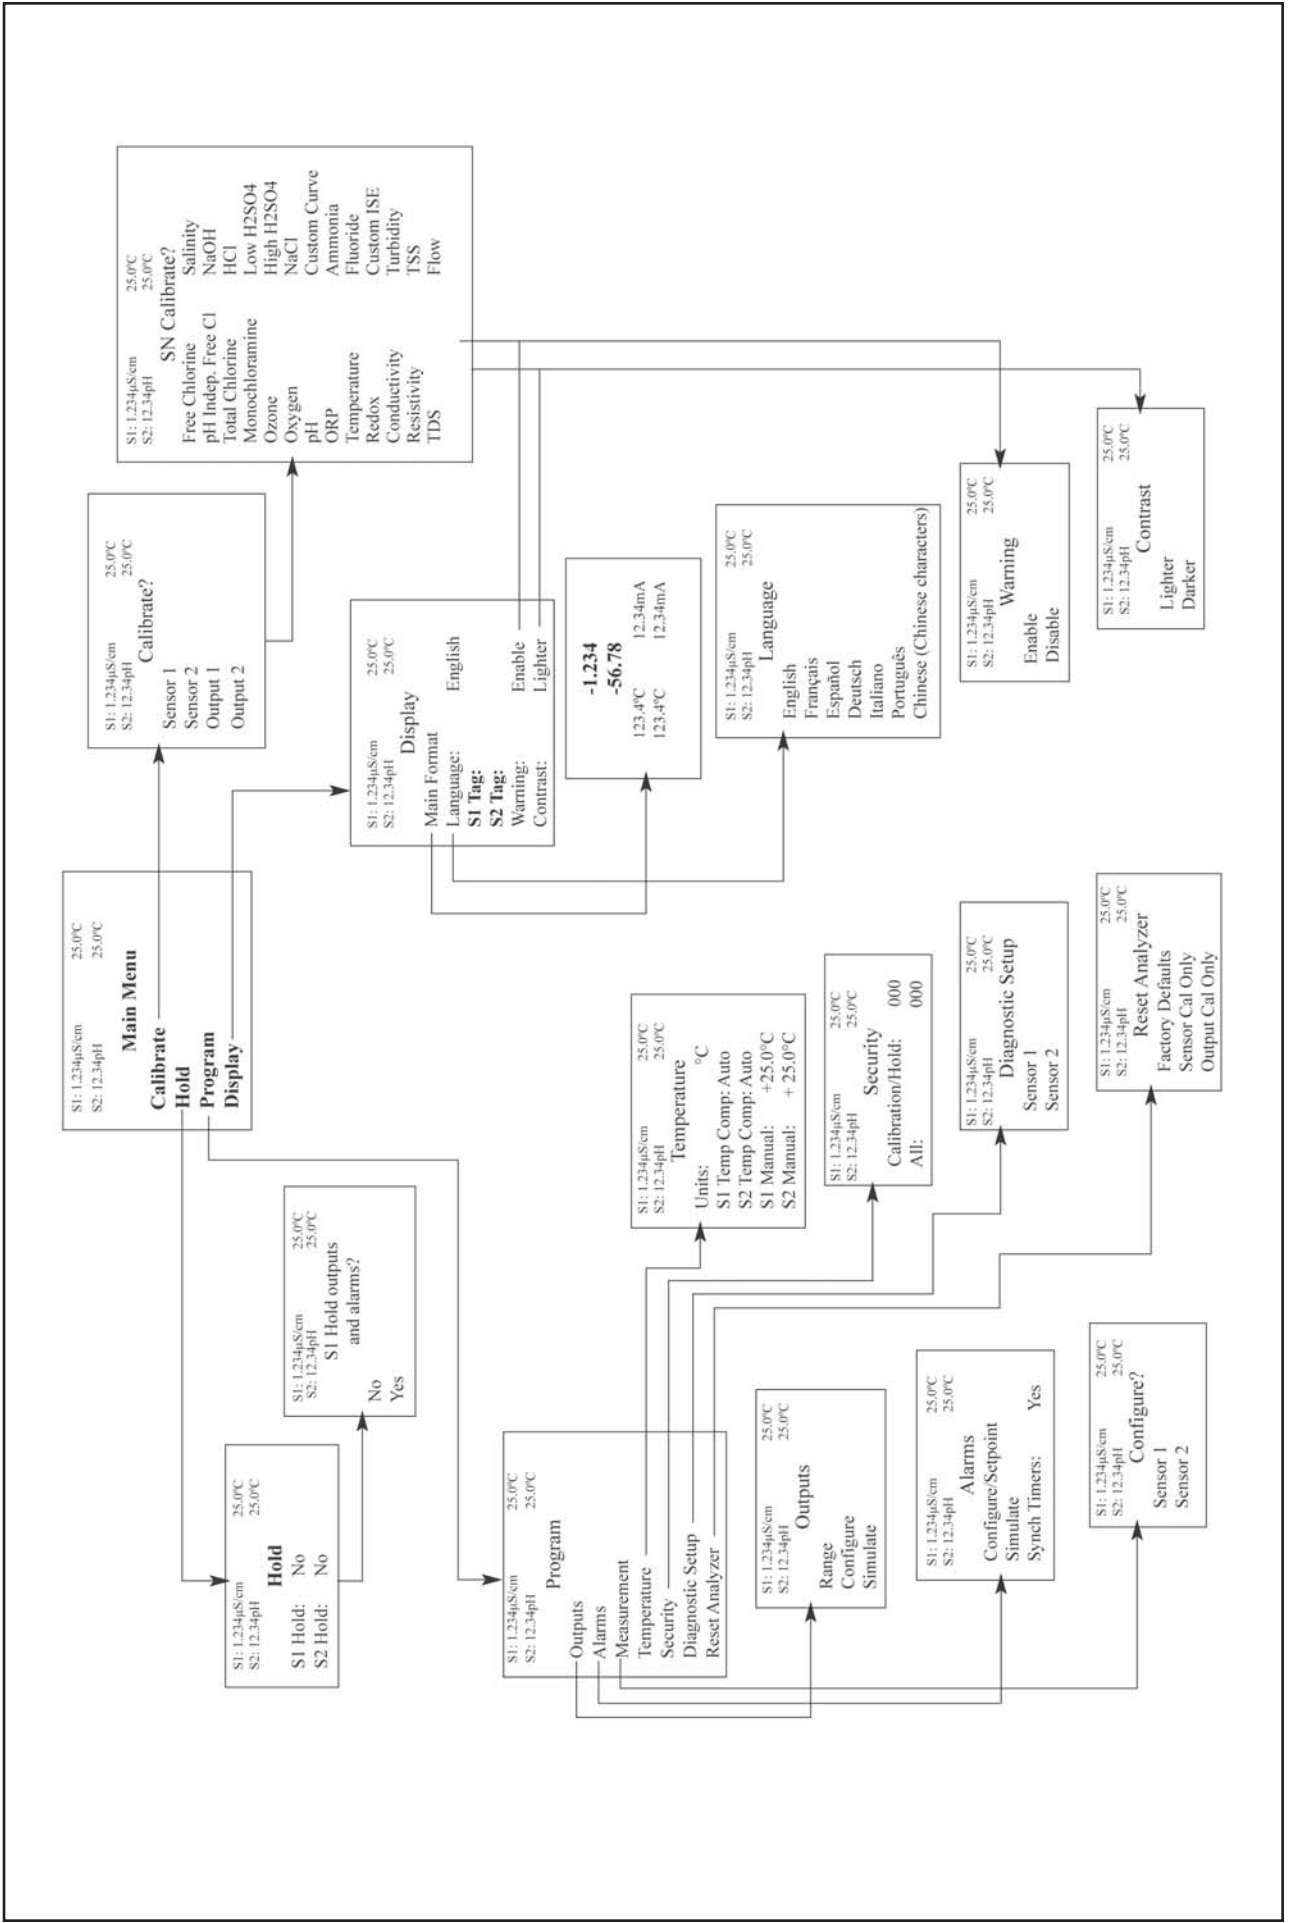 S1: 1.234µS/cm 25.0ºC
S2: 12.34pH 25.0ºC
Main Menu
Calibrate
Hold
Program
Display
S1: 1.234µS/cm 25.0ºC
S2: 12.34pH 25.0ºC
Calibrate?
Sensor 1
Sensor 2
Output 1
Output 2
S1: 1.234µS/cm 25.0ºC
S2: 12.34pH 25.0ºC
SN Calibrate?
Free Chlorine Salinity
pH Indep. Free Cl NaOH
Total Chlorine HCl
Monochloramine Low H2SO4
Ozone High H2SO4
Oxygen NaCl
pH Custom Curve
ORP Ammonia
Temperature Fluoride
Redox Custom ISE
Conductivity Turbidity
Resistivity TSS
TDS Flow
S1: 1.234µS/cm 25.0ºC
S2: 12.34pH 25.0ºC
Hold
S1 Hold: No
S2 Hold: No
S1: 1.234µS/cm 25.0ºC
S2: 12.34pH 25.0ºC
S1 Hold outputs
and alarms?
No
Yes
S1: 1.234µS/cm 25.0ºC
S2: 12.34pH 25.0ºC
Display
Main Format
Language: English
S1 Tag:
S2 Tag:
Warning: Enable
Contrast: Lighter
-1.234
-56.78
123.4ºC 12.34mA
123.4ºC 12.34mA
S1: 1.234µS/cm 25.0ºC
S2: 12.34pH 25.0ºC
Language
English
Français
Español
Deutsch
Italiano
Português
Chinese (Chinese characters)
S1: 1.234µS/cm 25.0ºC
S2: 12.34pH 25.0ºC
Warning
Enable
Disable
S1: 1.234µS/cm 25.0ºC
S2: 12.34pH 25.0ºC
Contrast
Lighter
Darker
S1: 1.234µS/cm 25.0ºC
S2: 12.34pH 25.0ºC
Program
Outputs
Alarms
Measurement
Temperature
Security
Diagnostic Setup
Reset Analyzer
S1: 1.234µS/cm 25.0ºC
S2: 12.34pH 25.0ºC
Temperature
Units: °C
S1 Temp Comp: Auto
S2 Temp Comp: Auto
S1 Manual: +25.0°C
S2 Manual: + 25.0°C
S1: 1.234µS/cm 25.0ºC
S2: 12.34pH 25.0ºC
Security
Calibration/Hold: 000
All: 000
S1: 1.234µS/cm 25.0ºC
S2: 12.34pH 25.0ºC
Diagnostic Setup
Sensor 1
Sensor 2
S1: 1.234µS/cm 25.0ºC
S2: 12.34pH 25.0ºC
Reset Analyzer
Factory Defaults
Sensor Cal Only
Output Cal Only
S1: 1.234µS/cm 25.0ºC
S2: 12.34pH 25.0ºC
Outputs
Range
Configure
Simulate
S1: 1.234µS/cm 25.0ºC
S2: 12.34pH 25.0ºC
Alarms
Configure/Setpoint
Simulate
Synch Timers: Yes
S1: 1.234µS/cm 25.0ºC
S2: 12.34pH 25.0ºC
Configure?
Sensor 1
Sensor 2